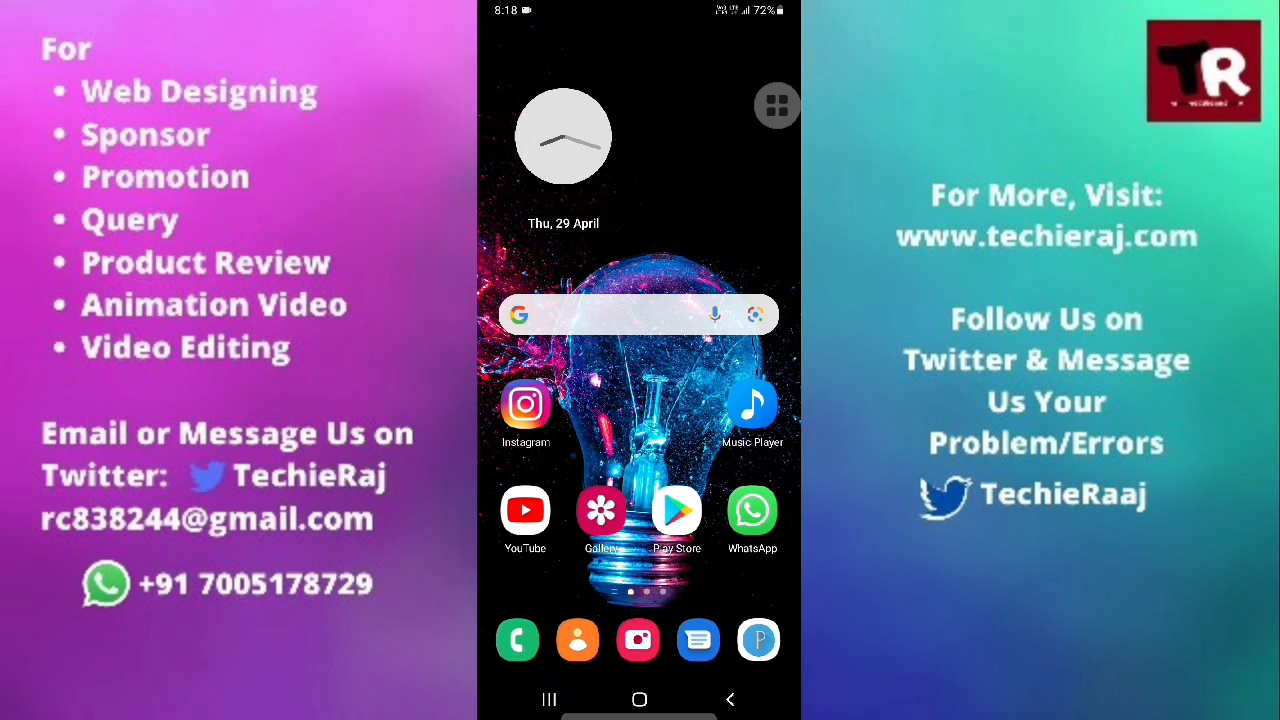 For
• Web Designing
• Sponsor
• Promotion
• Query
• Product Review
• Animation Video
• Video Editing
Email or Message Us on
Twitter: TechieRaj
rc838244@gmail.com
+91 7005178729
8:18
72%
Thu, 29 April
Instagram
Music Player
YouTube
Gallery
Play Store
WhatsApp
TR
For More, Visit:
www.techieraj.com
Follow Us on
Twitter & Message
Us Your
Problem/Errors
TechieRaaj